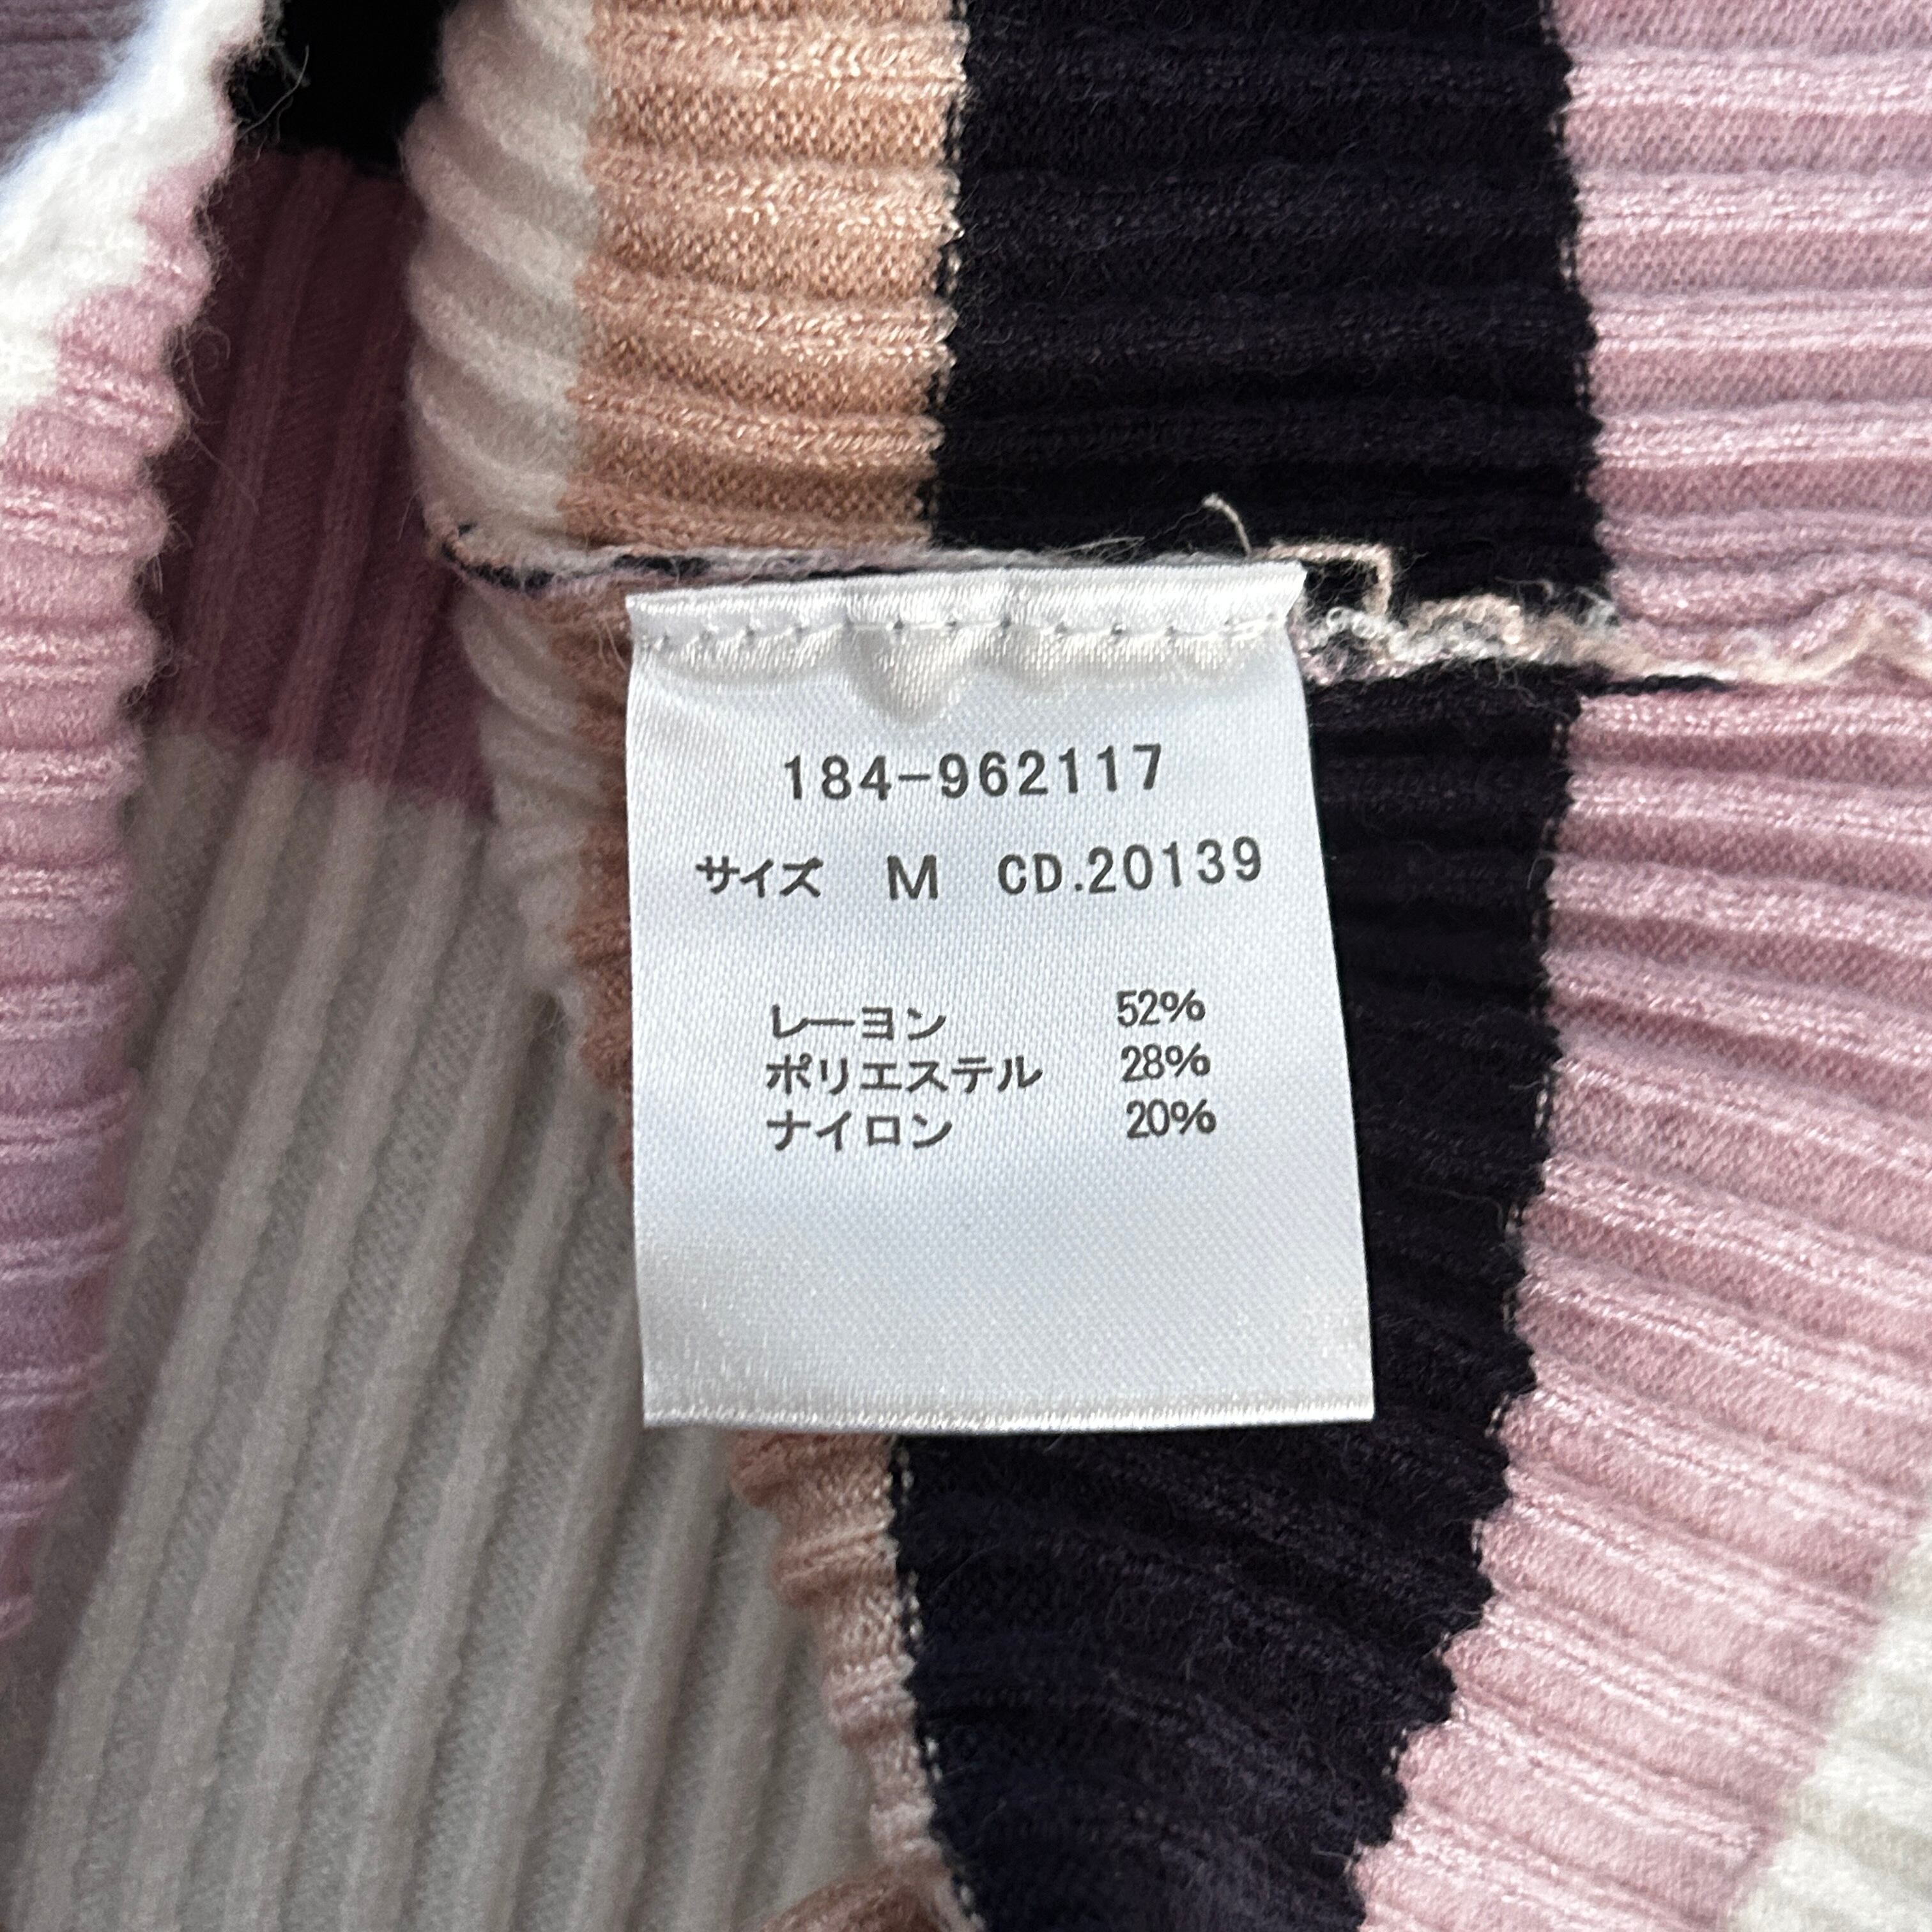 184-962117
サイズ M CD.20139
レーヨン 52%
ポリエステル 28%
ナイロン 20%